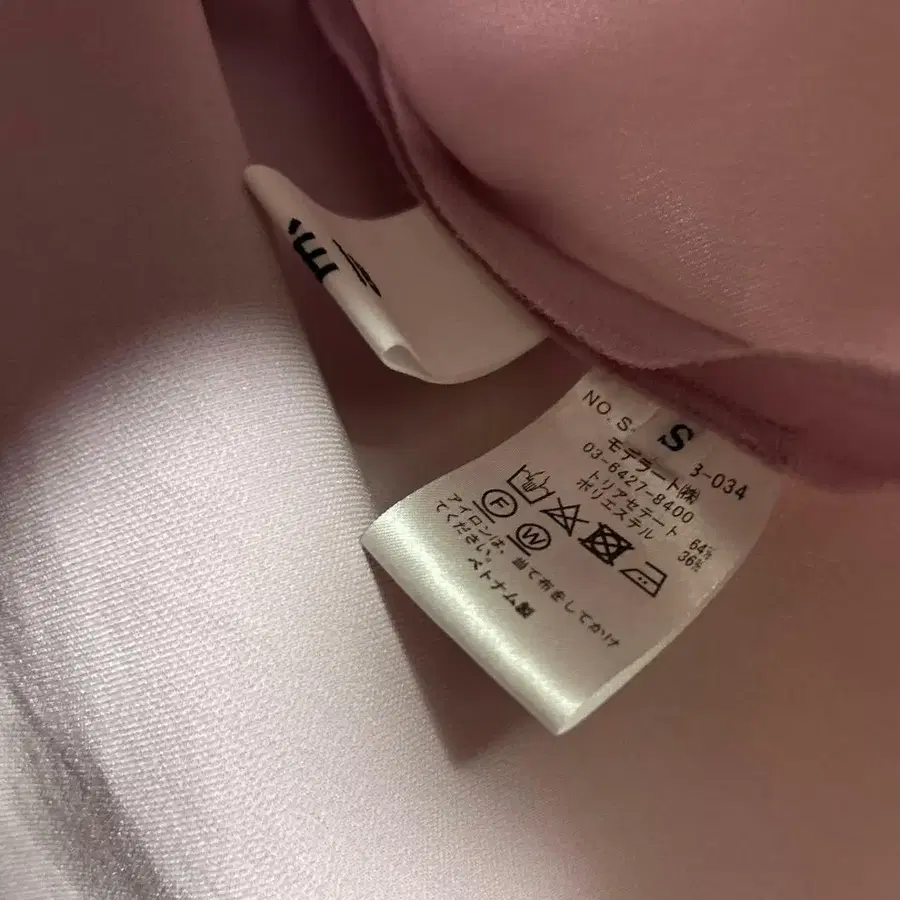 NO. S
S
3-034
モデラート㈱
03-6427-8400
トリアセテート 64%
ポリエステル 36%
F W
アイロンは、当て布をしてかけ
てください。
ベトナム製